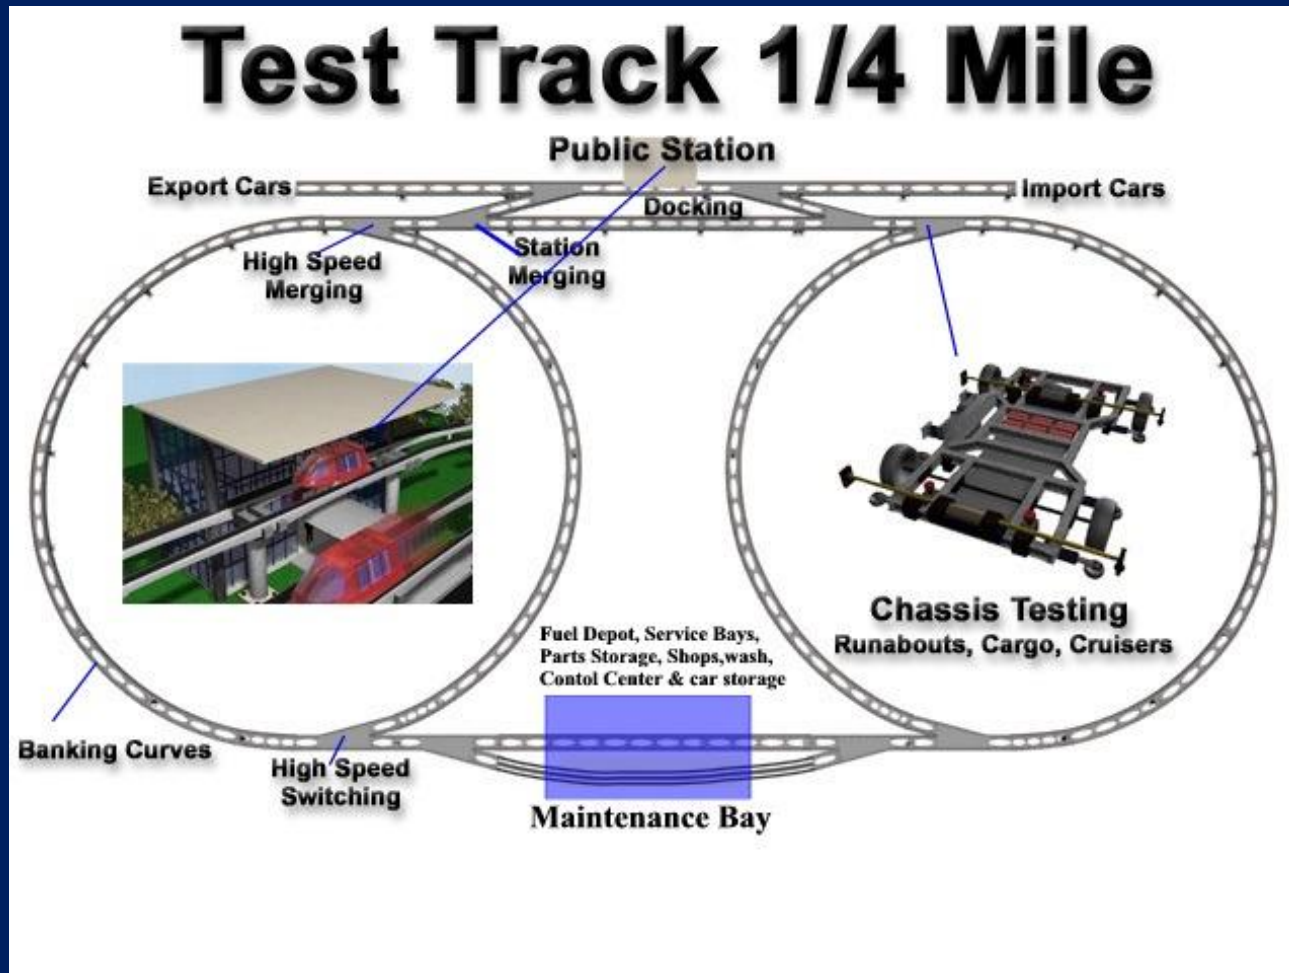 Test Track 1/4 Mile
Public Station
Export Cars
Import Cars
Docking
High Speed
Merging
Station
Merging
Chassis Testing
Runabouts, Cargo, Cruisers
Fuel Depot, Service Bays,
Parts Storage, Shops,wash,
Contol Center & car storage
Banking Curves
High Speed
Switching
Maintenance Bay